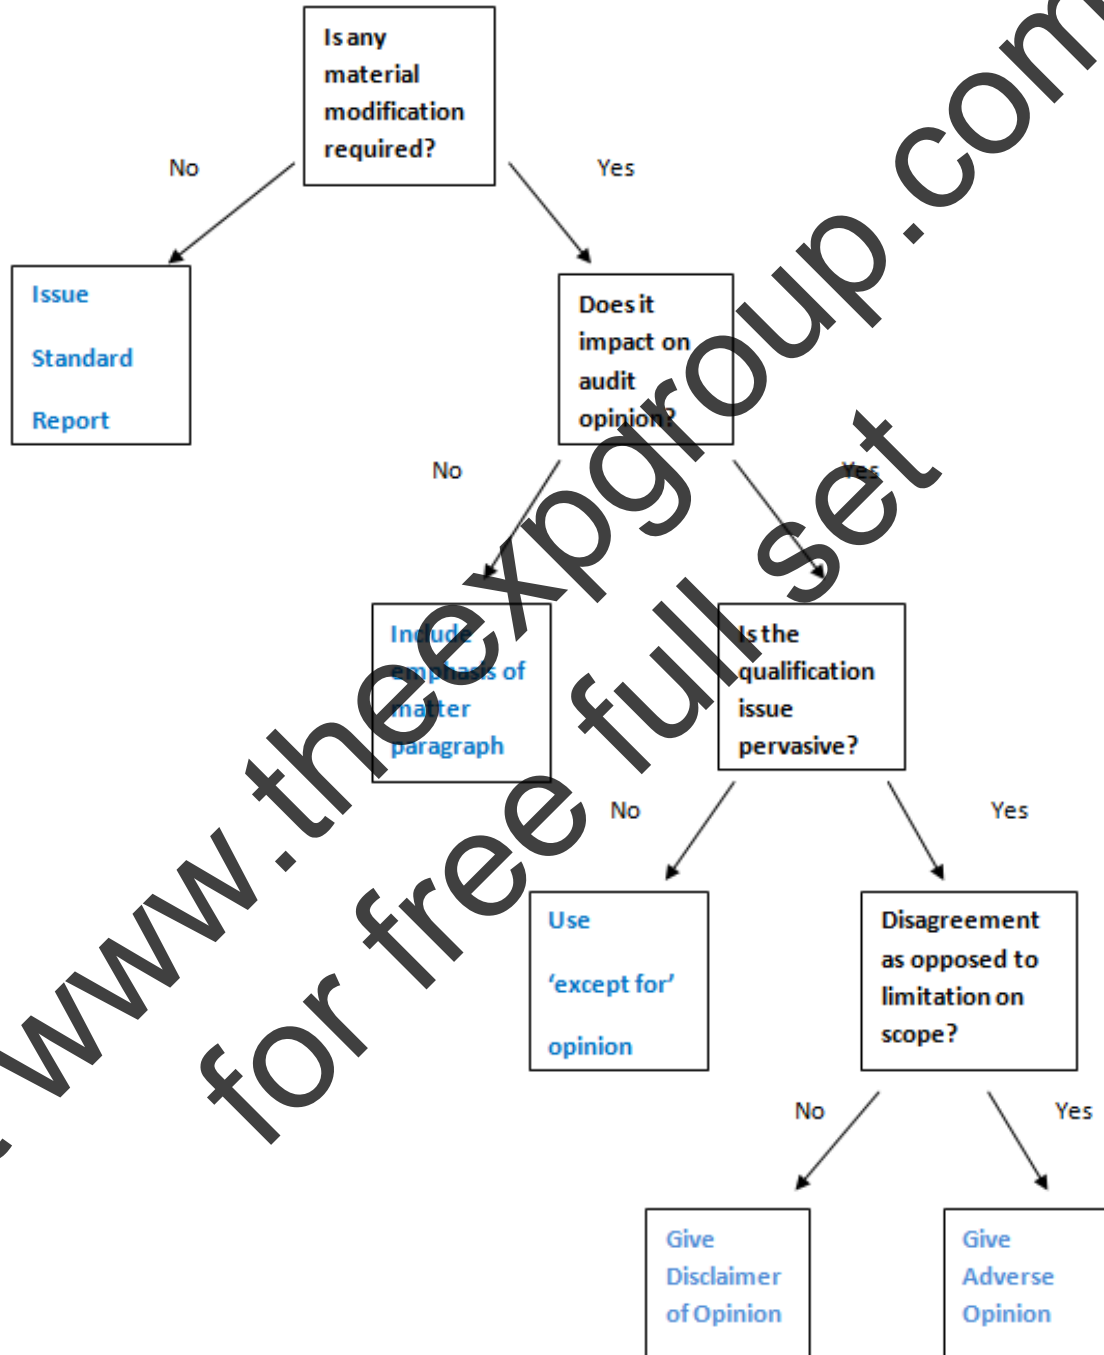 Is any
material
modification
required?
No
Yes
Issue
Standard
Report
Does it
impact on
audit
opinion?
No
Yes
Include
emphasis of
matter
paragraph
Is the
qualification
issue
pervasive?
No
Yes
Use
‘except for’
opinion
Disagreement
as opposed to
limitation on
scope?
No
Yes
Give
Disclaimer
of Opinion
Give
Adverse
Opinion
www.theexpgroup.com
for free full set